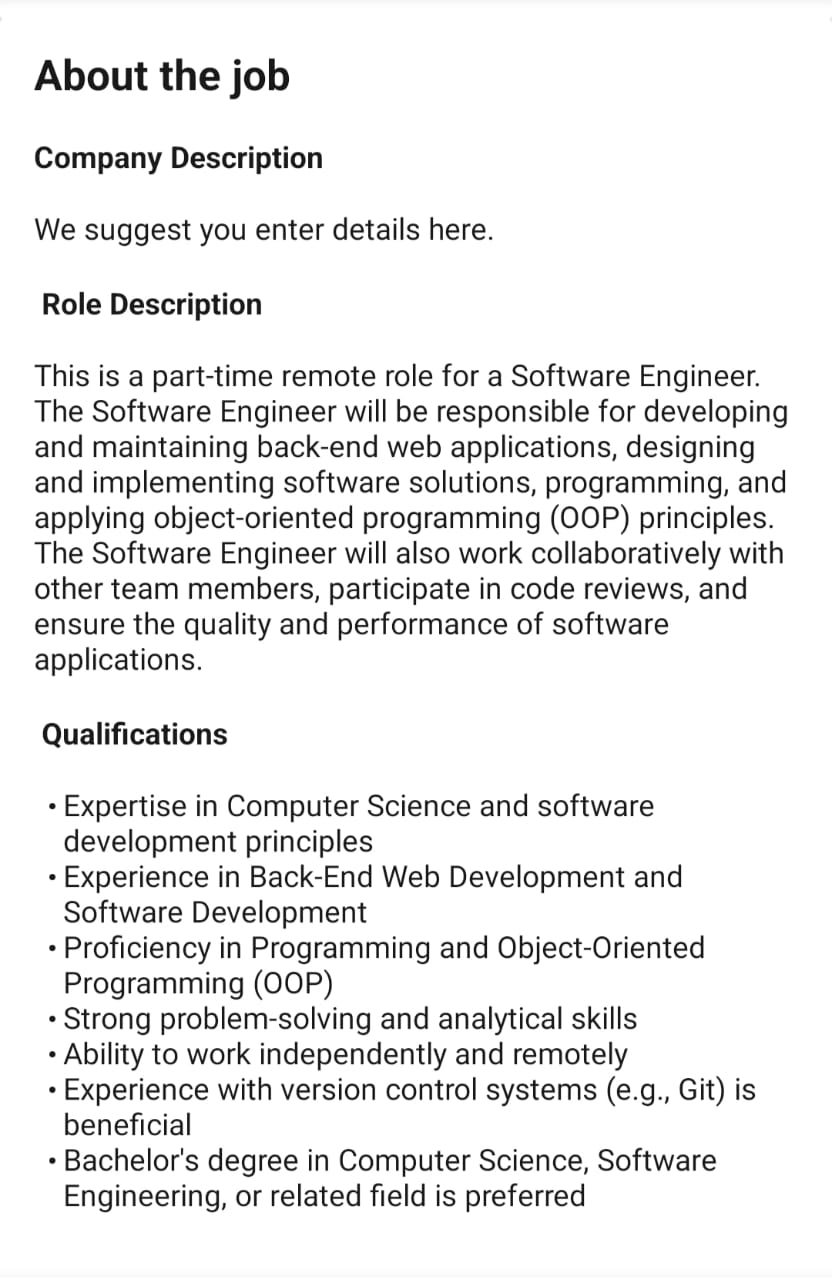 About the job
Company Description
We suggest you enter details here.
Role Description
This is a part-time remote role for a Software Engineer.
The Software Engineer will be responsible for developing
and maintaining back-end web applications, designing
and implementing software solutions, programming, and
applying object-oriented programming (OOP) principles.
The Software Engineer will also work collaboratively with
other team members, participate in code reviews, and
ensure the quality and performance of software
applications.
Qualifications
• Expertise in Computer Science and software
development principles
• Experience in Back-End Web Development and
Software Development
• Proficiency in Programming and Object-Oriented
Programming (OOP)
• Strong problem-solving and analytical skills
• Ability to work independently and remotely
• Experience with version control systems (e.g., Git) is
beneficial
• Bachelor's degree in Computer Science, Software
Engineering, or related field is preferred